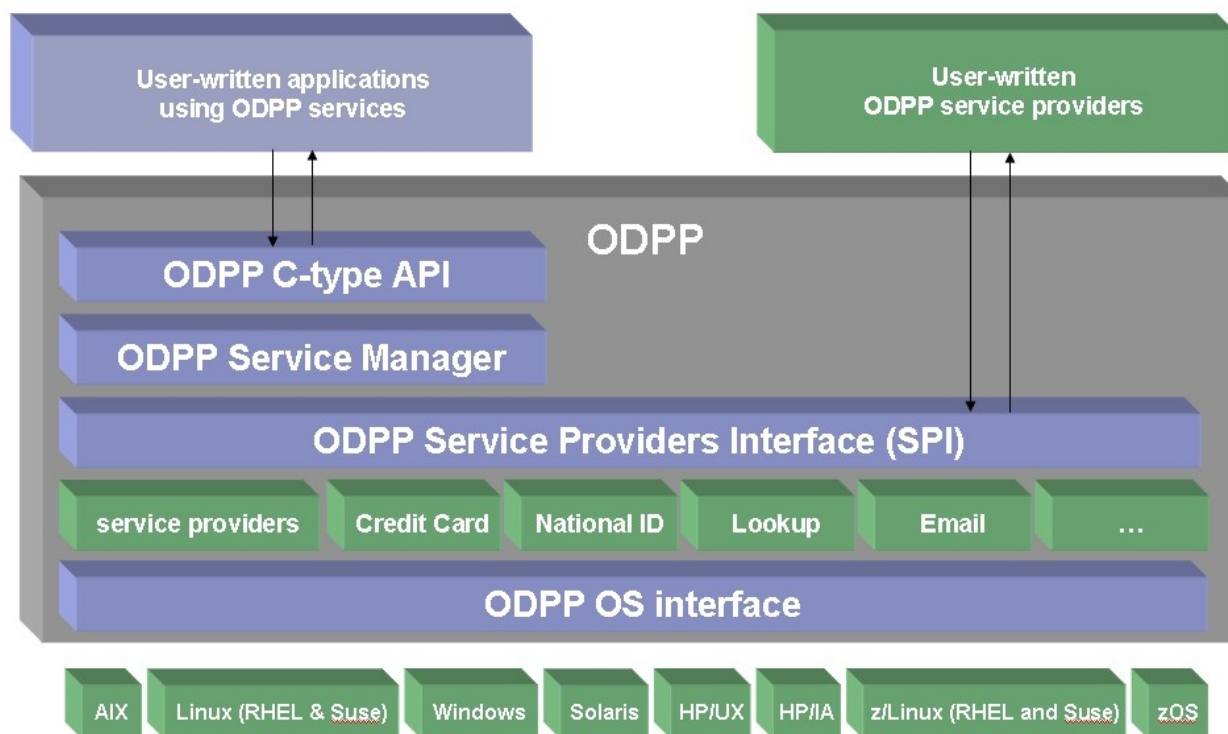 User-written applications
using ODPP services
User-written
ODPP service providers
ODPP
ODPP C-type API
ODPP Service Manager
ODPP Service Providers Interface (SPI)
service providers
Credit Card
National ID
Lookup
Email
...
ODPP OS interface
AIX
Linux (RHEL & Suse)
Windows
Solaris
HP/UX
HP/IA
z/Linux (RHEL and Suse)
zOS